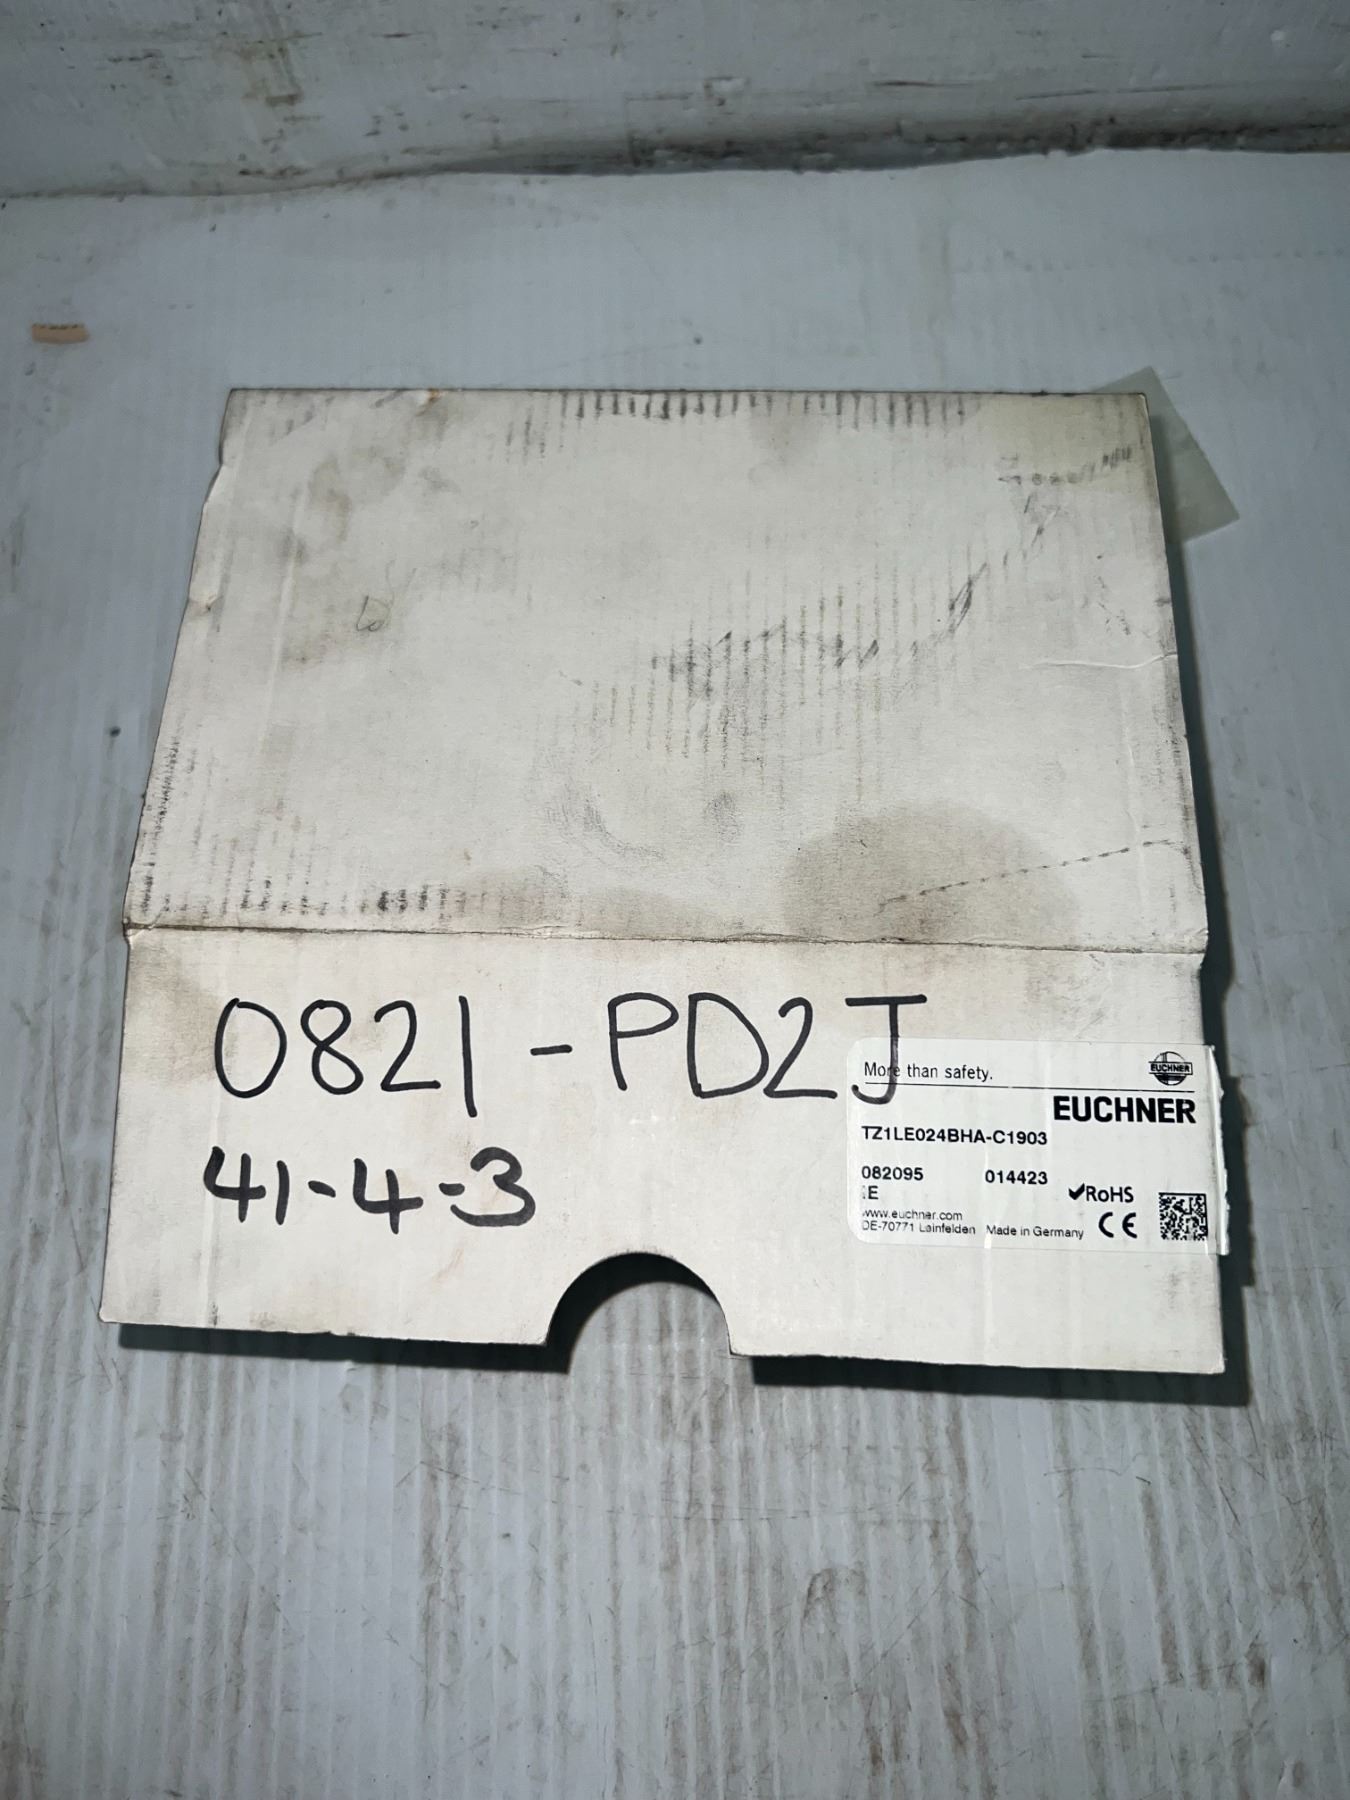 0821-PD2J
41-4-3
More than safety.
EUCHNER
EUCHNER
TZ1LE024BHA-C1903
082095 014423
:E
✔RoHS
www.euchner.com
DE-70771 Leinfelden Made in Germany
CE